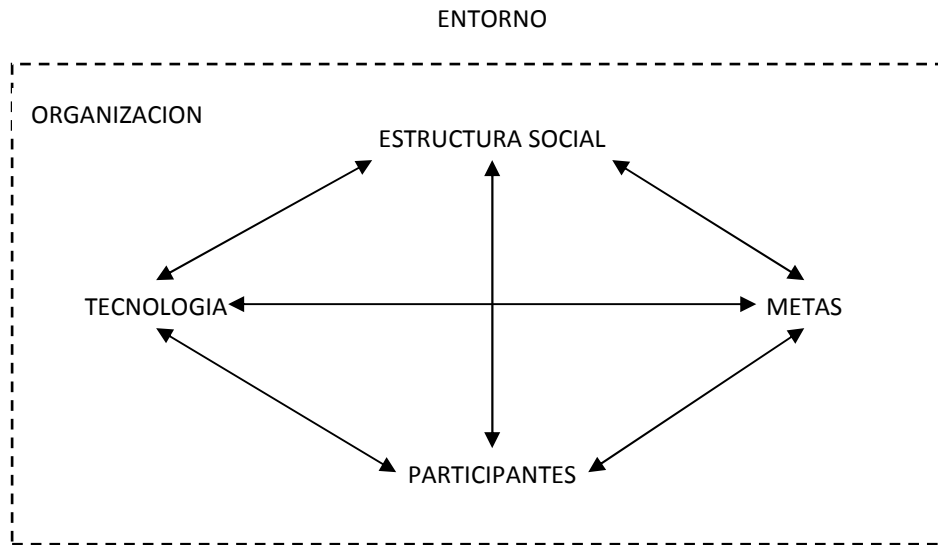 ENTORNO
ORGANIZACION
ESTRUCTURA SOCIAL
TECNOLOGIA
METAS
PARTICIPANTES